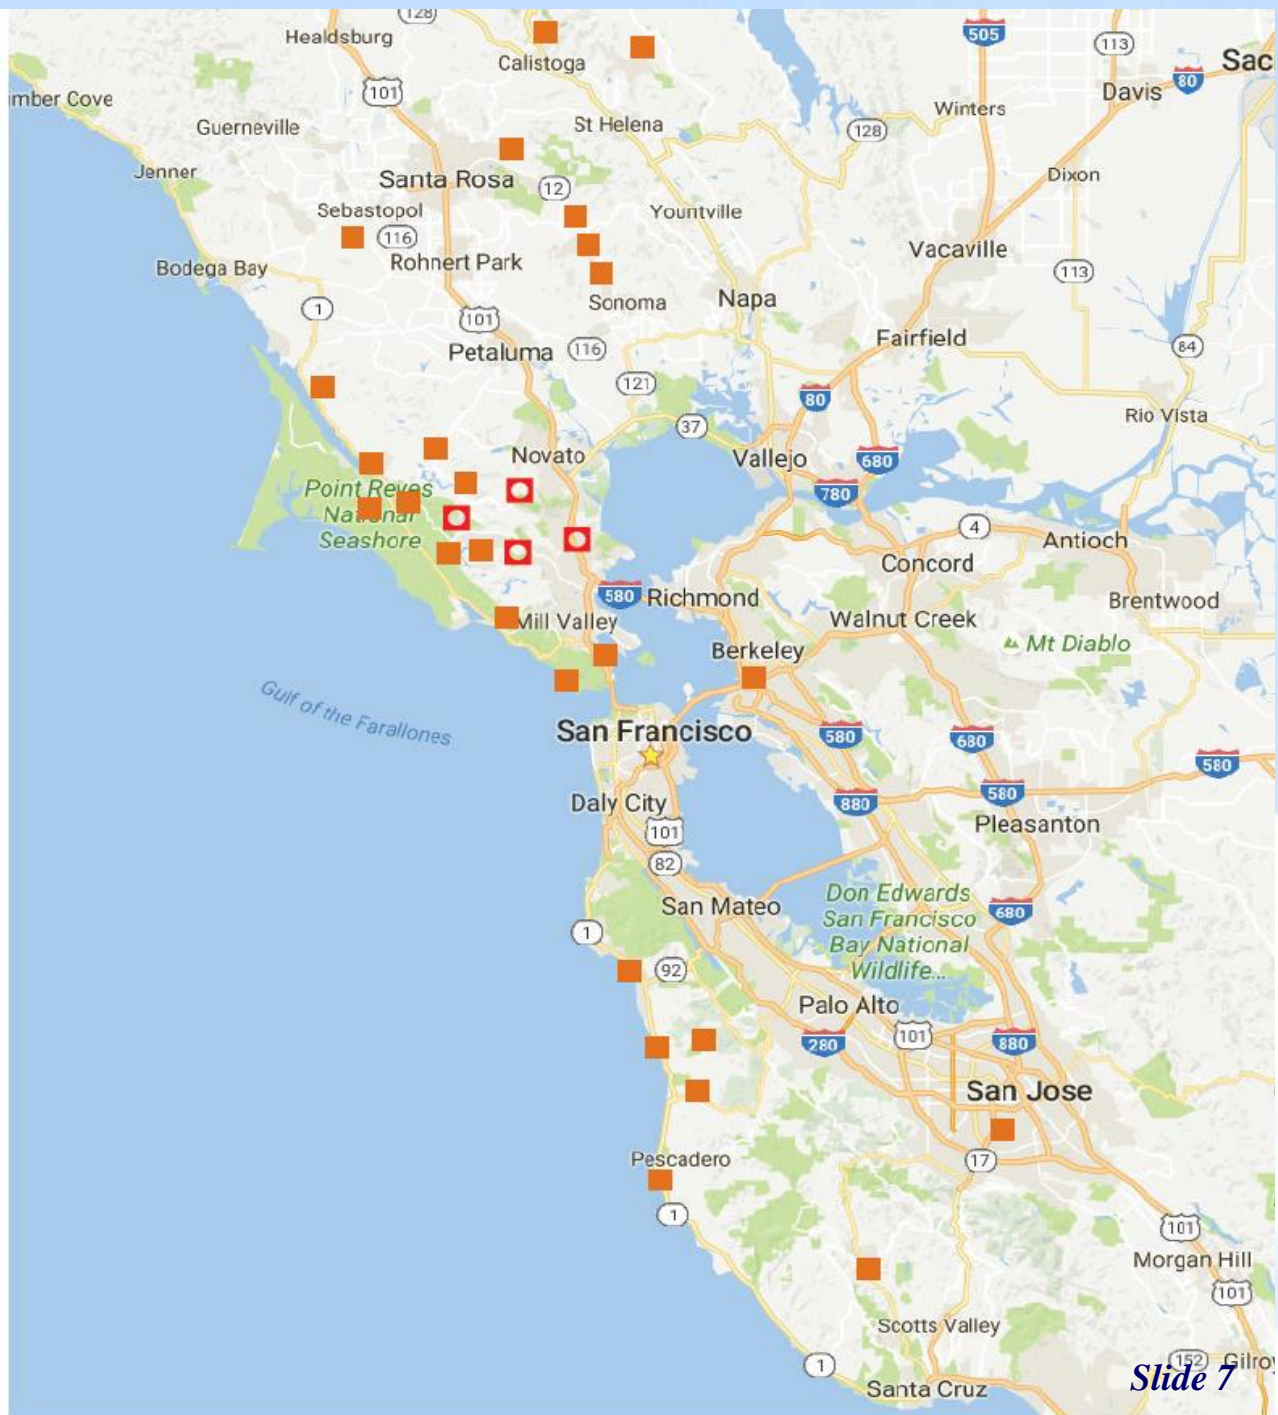 128
Healdsburg
505
113
Calistoga
Sac
80
Davis
101
mber Cove
Winters
Guerneville
St Helena
128
Jenner
Santa Rosa
12
Dixon
Sebastopol
Yountville
116
Vacaville
Bodega Bay
Rohnert Park
113
1
Sonoma
Napa
101
Petaluma
116
Fairfield
84
121
80
Rio Vista
37
Novato
Vallejo
680
Point Reyes
National
Seashore
780
4
Antioch
Concord
580
Richmond
Brentwood
Mill Valley
Walnut Creek
Berkeley
Mt Diablo
Gulf of the Farallones
San Francisco
580
680
580
Daly City
880
580
101
Pleasanton
82
Don Edwards
San Francisco
Bay National
Wildlife...
San Mateo
680
1
92
Palo Alto
280
101
880
San Jose
Pescadero
17
1
101
Morgan Hill
101
Scotts Valley
1
152
Gilroy
Slide 7
Santa Cruz